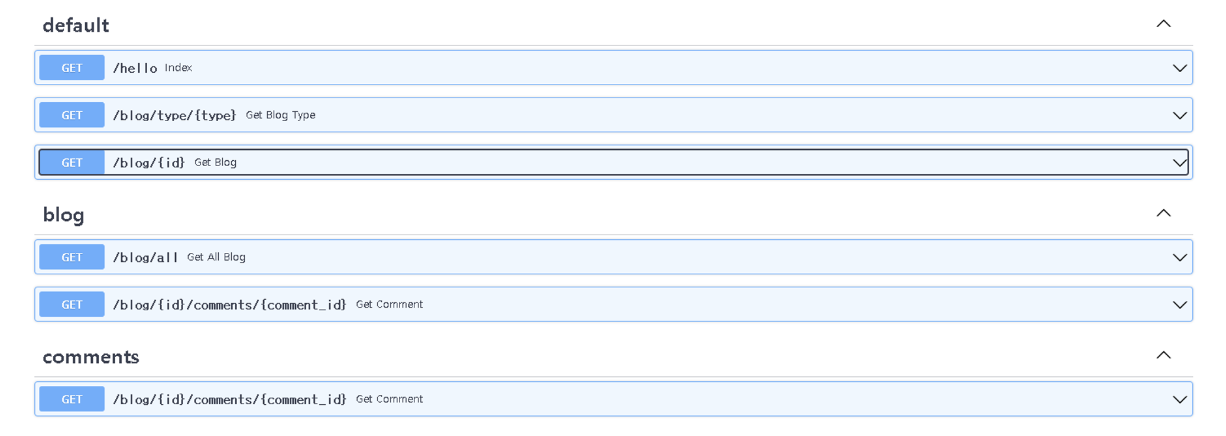 default
GET /hello Index
GET /blog/type/{type} Get Blog Type
GET /blog/{id} Get Blog
blog
GET /blog/all Get All Blog
GET /blog/{id}/comments/{comment_id} Get Comment
comments
GET /blog/{id}/comments/{comment_id} Get Comment